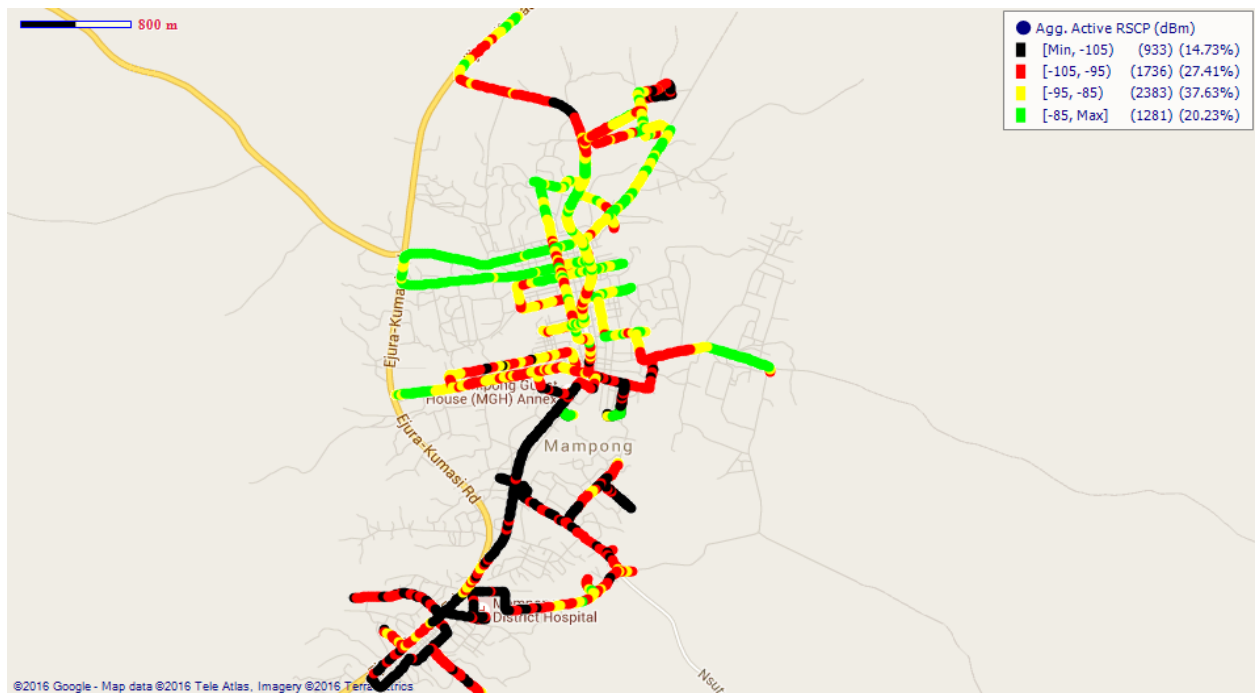 800 m
Agg. Active RSCP (dBm)
[Min, -105) (933) (14.73%)
[-105, -95) (1736) (27.41%)
[-95, -85) (2383) (37.63%)
[-85, Max] (1281) (20.23%)
Ejura-Kuma
House (MGH) Annex
Ejura-Kumasi Rd
Mampong
District Hospital
Nsu
©2016 Google - Map data ©2016 Tele Atlas, Imagery ©2016